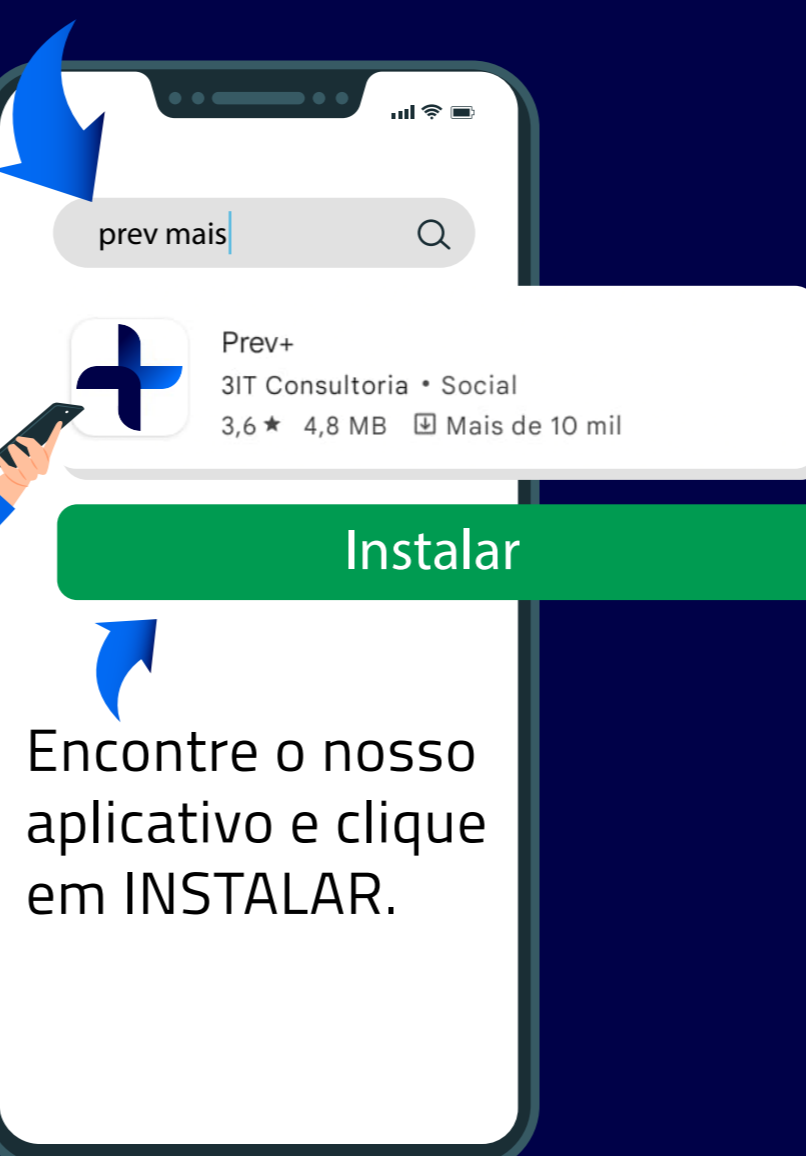 prev mais
Prev+
3IT Consultoria • Social
3,6 ★ 4,8 MB Mais de 10 mil
Instalar
Encontre o nosso
aplicativo e clique
em INSTALAR.